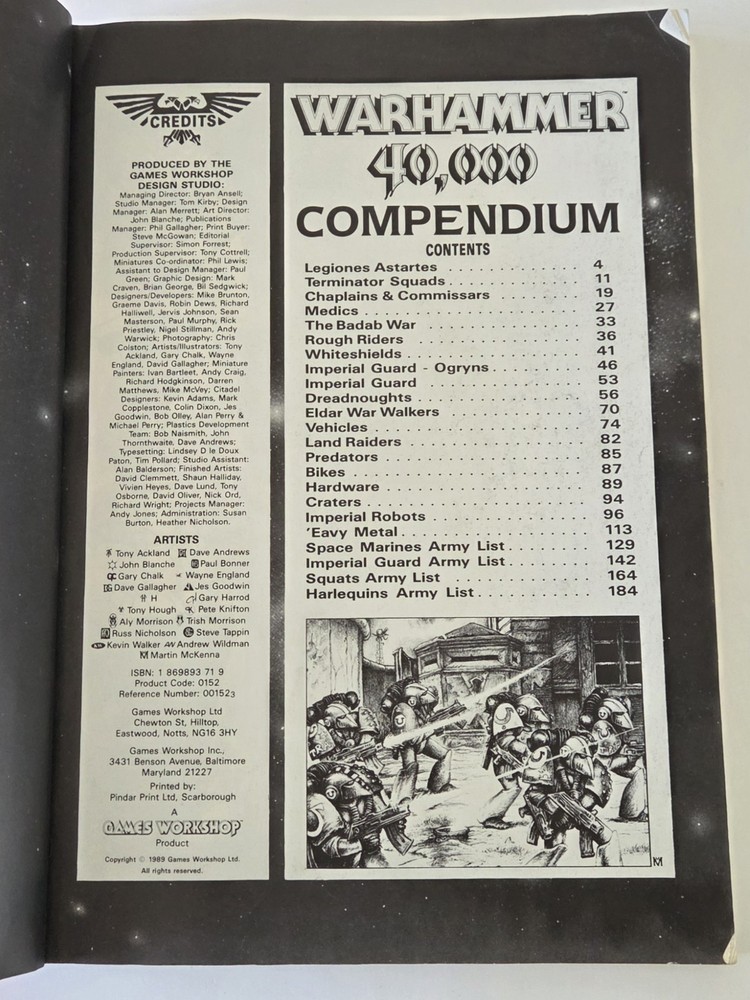 CREDITS
PRODUCED BY THE
GAMES WORKSHOP
DESIGN STUDIO:
Managing Director: Bryan Ansell;
Studio Manager: Tom Kirby; Design
Manager: Alan Merrett; Art Director:
John Blanche; Publications
Manager: Phil Gallagher; Print Buyer:
Steve McGowan; Editorial
Supervisor: Simon Forrest;
Production Supervisor: Tony Cottrell;
Miniatures Co-ordinator: Phil Lewis;
Assistant to Design Manager: Paul
Green; Graphic Design: Mark
Craven, Brian George, Bil Sedgwick;
Designers/Developers: Mike Brunton,
Graeme Davis, Robin Dews, Richard
Halliwell, Jervis Johnson, Sean
Masterson, Paul Murphy, Rick
Priestley, Nigel Stillman, Andy
Warwick; Photography: Chris
Colston; Artists/Illustrators: Tony
Ackland, Gary Chalk, Wayne
England, David Gallagher; Miniature
Painters: Ivan Bartleet, Andy Craig,
Richard Hodgkinson, Darren
Matthews, Mike McVey; Citadel
Designers: Kevin Adams, Mark
Copplestone, Colin Dixon, Jes
Goodwin, Bob Olley, Alan Perry &
Michael Perry; Plastics Development
Team: Bob Naismith, John
Thornthwaite, Dave Andrews;
Typesetting: Lindsey D le Doux
Paton, Tim Pollard; Studio Assistant:
Alan Balderson; Finished Artists:
David Clemmett, Shaun Halliday,
Vivien Heyes, Dave Lund, Tony
Osborne, David Oliver, Nick Ord,
Richard Wright; Projects Manager:
Andy Jones; Administration: Susan
Burton, Heather Nicholson.
ARTISTS
Tony Ackland Dave Andrews
John Blanche Paul Bonner
Gary Chalk Wayne England
Dave Gallagher Jes Goodwin
H Gary Harrod
Tony Hough Pete Knifton
Aly Morrison Trish Morrison
Russ Nicholson Steve Tappin
Kevin Walker Andrew Wildman
Martin McKenna
ISBN: 1 869893 71 9
Product Code: 0152
Reference Number: 001523
Games Workshop Ltd
Chewton St, Hilltop,
Eastwood, Notts, NG16 3HY
Games Workshop Inc.,
3431 Benson Avenue, Baltimore
Maryland 21227
Printed by:
Pindar Print Ltd, Scarborough
A
GAMES WORKSHOP
Product
Copyright © 1989 Games Workshop Ltd.
All rights reserved.
WARHAMMER™
40,000
COMPENDIUM
CONTENTS
Legiones Astartes . . . . . . . . . . . . . 4
Terminator Squads . . . . . . . . . . . . . 11
Chaplains & Commissars . . . . . . . . . 19
Medics . . . . . . . . . . . . . . . . . . . 27
The Badab War . . . . . . . . . . . . . . 33
Rough Riders . . . . . . . . . . . . . . . 36
Whiteshields . . . . . . . . . . . . . . . 41
Imperial Guard - Ogryns . . . . . . . . . 46
Imperial Guard . . . . . . . . . . . . . . 53
Dreadnoughts . . . . . . . . . . . . . . . 56
Eldar War Walkers . . . . . . . . . . . . 70
Vehicles . . . . . . . . . . . . . . . . . . 74
Land Raiders . . . . . . . . . . . . . . . 82
Predators . . . . . . . . . . . . . . . . . 85
Bikes . . . . . . . . . . . . . . . . . . . 87
Hardware . . . . . . . . . . . . . . . . . 89
Craters . . . . . . . . . . . . . . . . . . 94
Imperial Robots . . . . . . . . . . . . . . 96
'Eavy Metal . . . . . . . . . . . . . . . . 113
Space Marines Army List . . . . . . . . . 129
Imperial Guard Army List . . . . . . . . . 142
Squats Army List . . . . . . . . . . . . . 164
Harlequins Army List . . . . . . . . . . . 184
KM